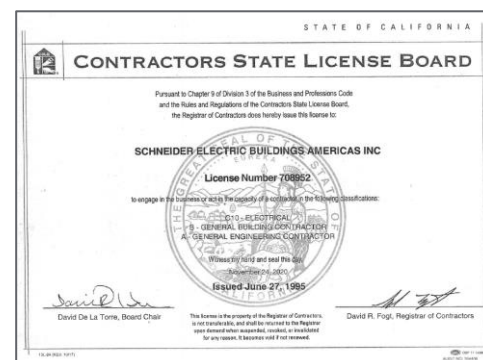 STATE OF CALIFORNIA
CONTRACTORS STATE LICENSE BOARD
Pursuant to Chapter 9 of Division 3 of the Business and Professions Code
and the Rules and Regulations of the Contractors State License Board,
the Registrar of Contractors does hereby issue this license to:
SCHNEIDER ELECTRIC BUILDINGS AMERICAS INC
License Number 708952
to engage in the business or act in the capacity of a contractor in the following classifications:
C10 - ELECTRICAL
B - GENERAL BUILDING CONTRACTOR
A - GENERAL ENGINEERING CONTRACTOR
Witness my hand and seal this day,
November 24, 2020
Issued June 27, 1995
David De La Torre, Board Chair
This license is the property of the Registrar of Contractors,
is not transferable, and shall be returned to the Registrar
upon demand when suspended, revoked, or invalidated
for any reason. It becomes void if not renewed.
David R. Fogt, Registrar of Contractors